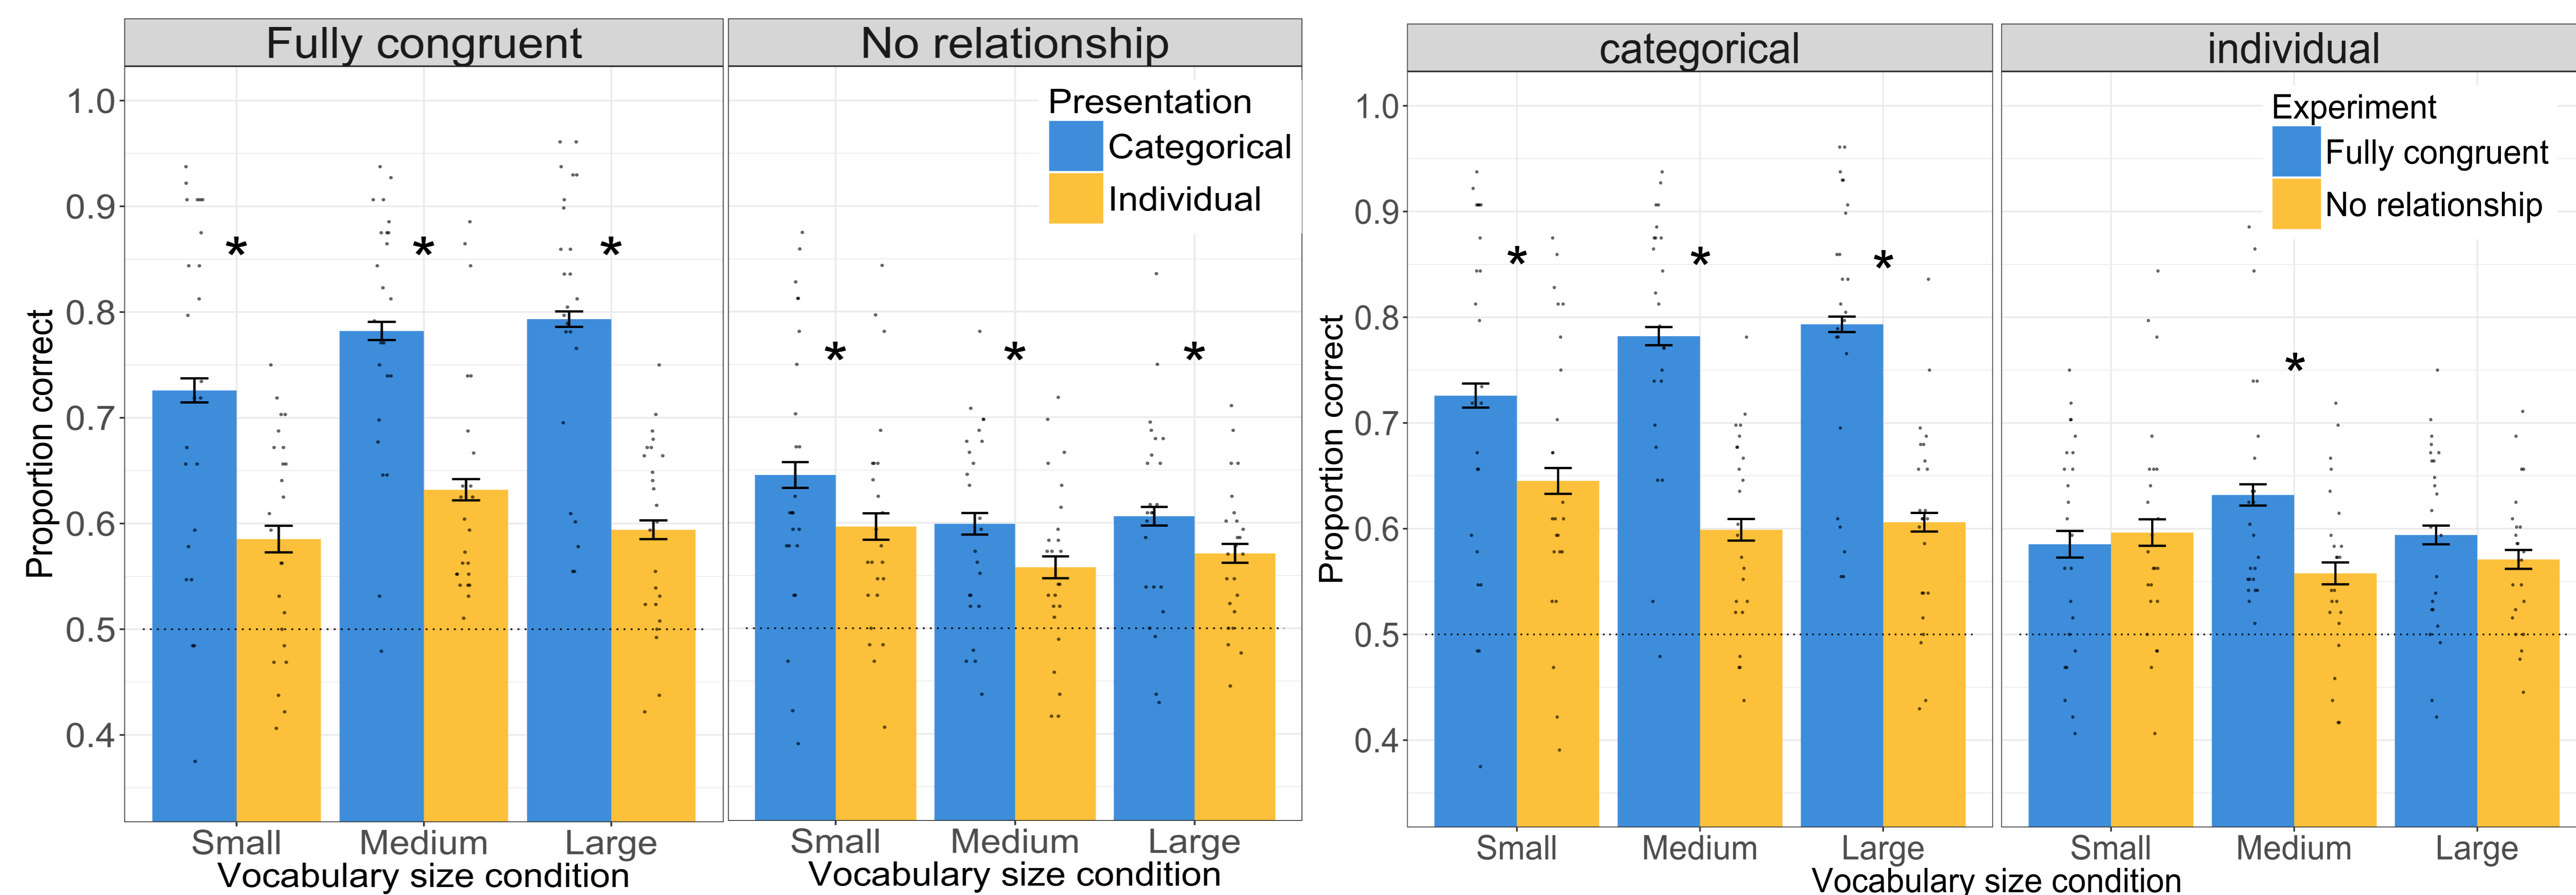 Fully congruent
No relationship
Presentation
Categorical
Individual
*
*
*
*
*
*
Proportion correct
1.0
0.9
0.8
0.7
0.6
0.5
0.4
Small
Medium
Large
Small
Medium
Large
Vocabulary size condition
Vocabulary size condition
categorical
individual
Experiment
Fully congruent
No relationship
*
*
*
*
Proportion correct
1.0
0.9
0.8
0.7
0.6
0.5
0.4
Small
Medium
Large
Small
Medium
Large
Vocabulary size condition